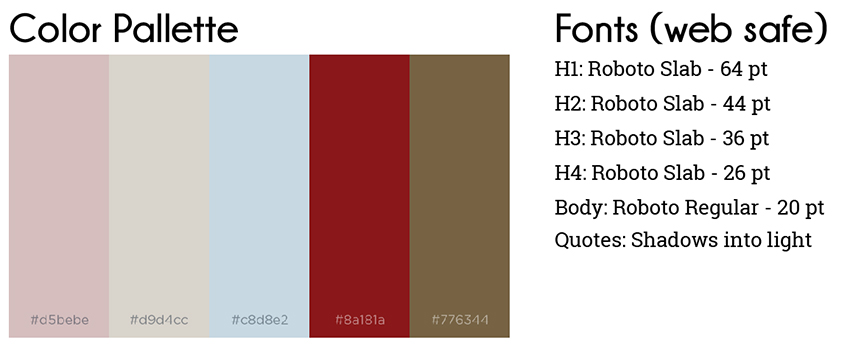 Color Pallette
#d5bebe
#d9d4cc
#c8d8e2
#8a181a
#776344
Fonts (web safe)
H1: Roboto Slab - 64 pt
H2: Roboto Slab - 44 pt
H3: Roboto Slab - 36 pt
H4: Roboto Slab - 26 pt
Body: Roboto Regular - 20 pt
Quotes: Shadows into light